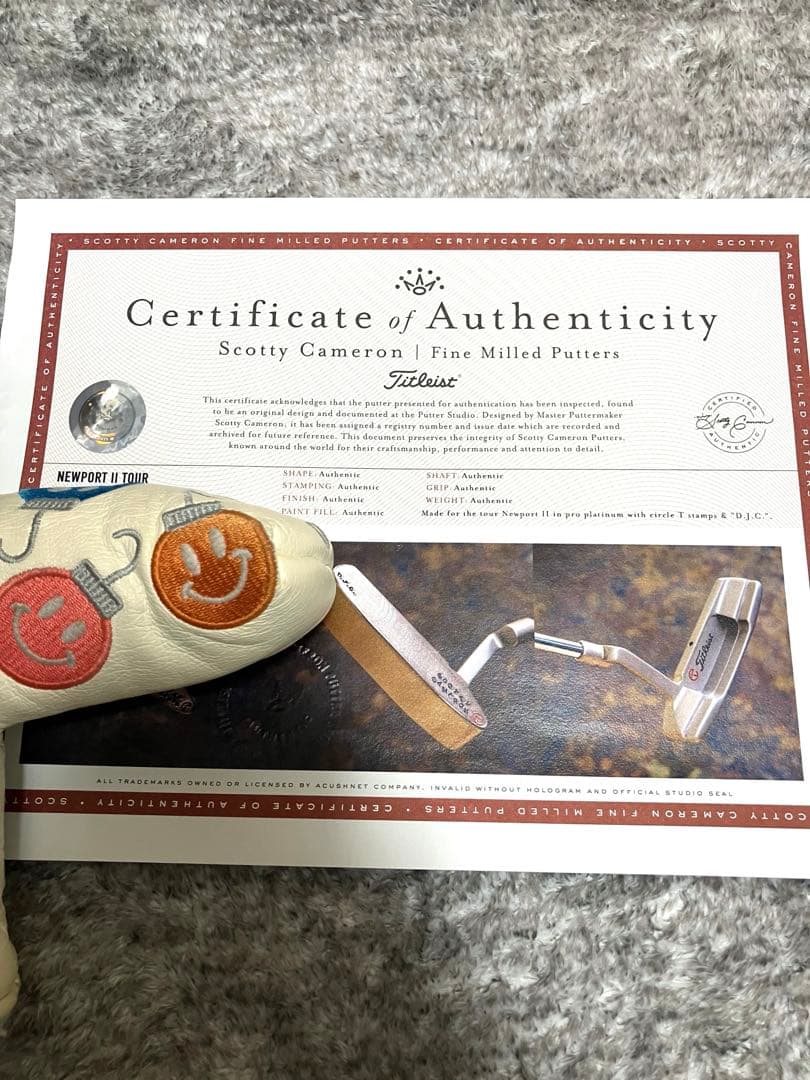 SCOTTY CAMERON FINE MILLED PUTTERS • CERTIFICATE OF AUTHENTICITY • SCOTTY
CERTIFICATE OF AUTHENTICITY
CAMERON FINE MILLED
Certificate of Authenticity
Scotty Cameron | Fine Milled Putters
Titleist
This certificate acknowledges that the putter presented for authentication has been inspected, found
to be an original design and documented at the Putter Studio. Designed by Master Puttermaker
Scotty Cameron, it has been assigned a registry number and issue date which are recorded and
archived for future reference. This document preserves the integrity of Scotty Cameron Putters,
known around the world for their craftsmanship, performance and attention to detail.
CERTIFIED
Scotty Cameron
AUTHENTIC
NEWPORT II TOUR
SHAPE: Authentic
STAMPING: Authentic
FINISH: Authentic
PAINT FILL: Authentic
SHAFT: Authentic
GRIP: Authentic
WEIGHT: Authentic
Made for the tour Newport II in pro platinum with circle T stamps & "D.J.C.".
D.J.C.
SCOTTY
CAMERON
Titleist
ALL TRADEMARKS OWNED OR LICENSED BY ACUSHNET COMPANY. INVALID WITHOUT HOLOGRAM AND OFFICIAL STUDIO SEAL
OTTY CAMERON FINE MILLED PUTTERS • CERTIFICATE OF AUTHENTICITY • SCOTTY